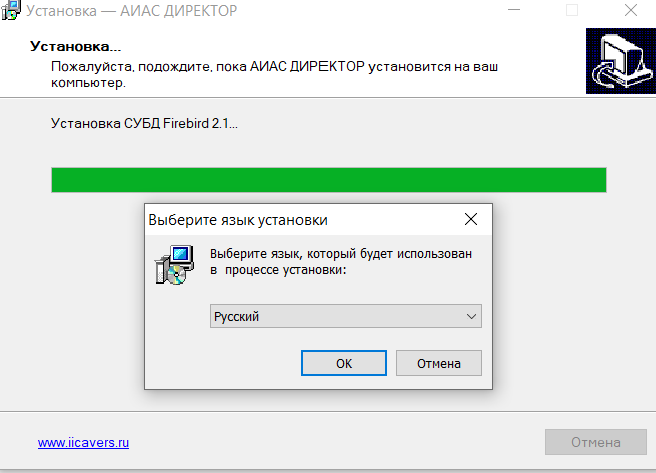 Установка — АИАС ДИРЕКТОР
Установка...
Пожалуйста, подождите, пока АИАС ДИРЕКТОР установится на ваш
компьютер.
Установка СУБД Firebird 2.1...
Выберите язык установки
Выберите язык, который будет использован
в процессе установки:
Русский
OK
Отмена
www.iicavers.ru
Отмена